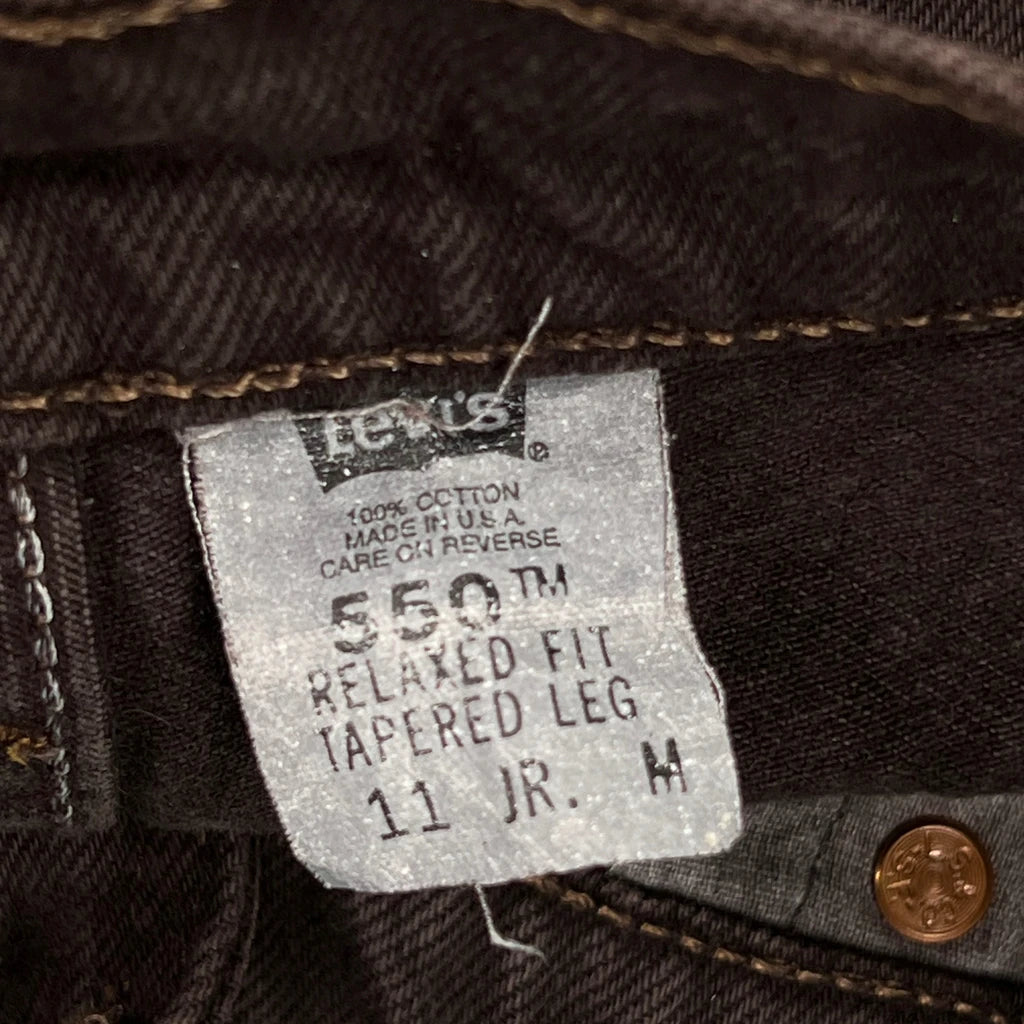 Levi's ®
100% COTTON
MADE IN U.S.A.
CARE ON REVERSE
550™
RELAXED FIT
TAPERED LEG
11 JR. M